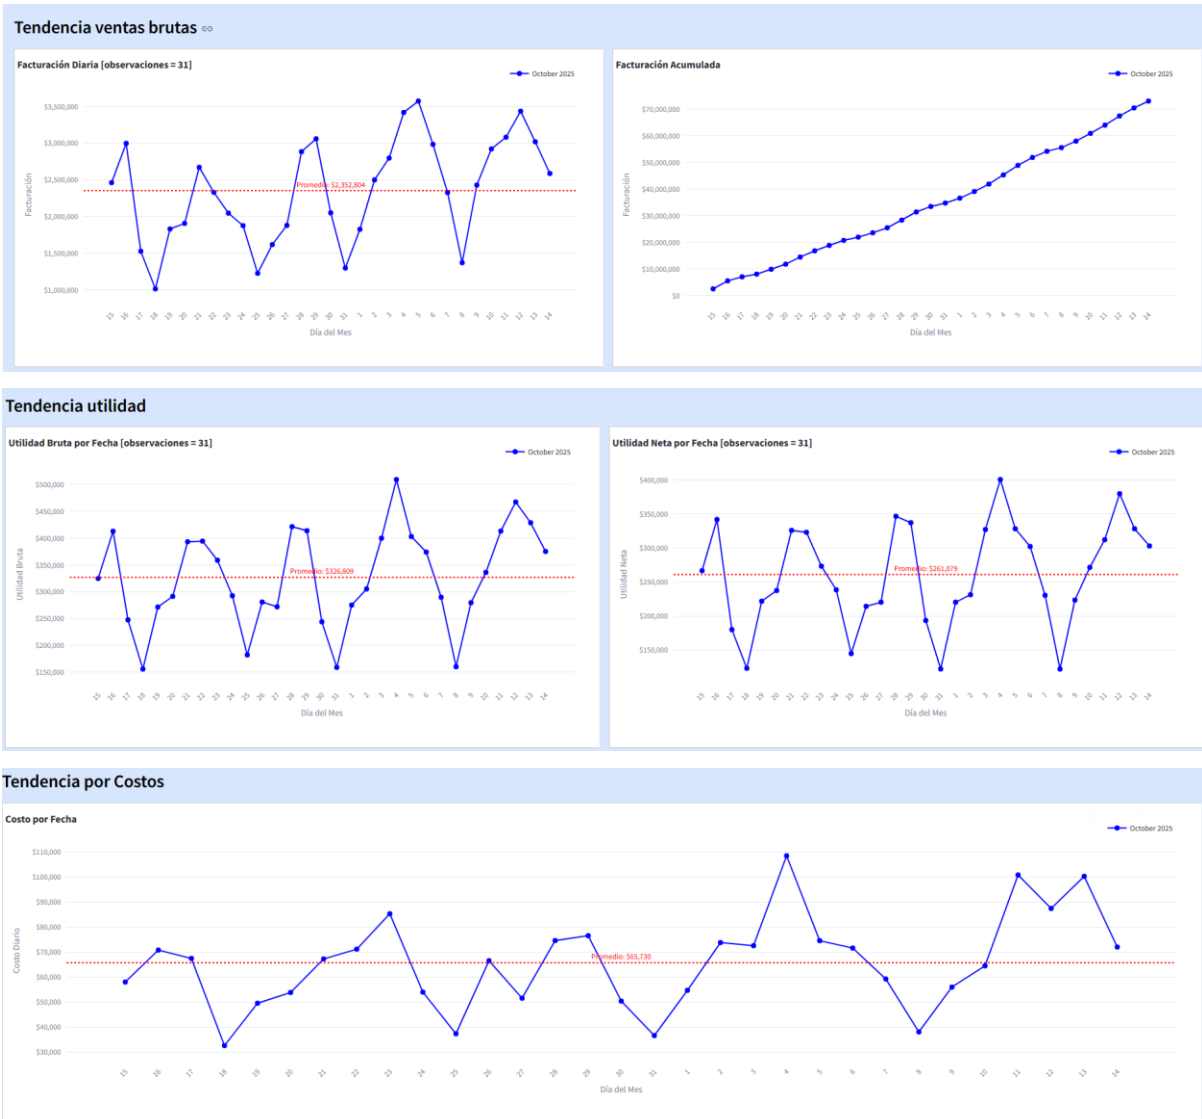 Tendencia ventas brutas
Facturación Diaria [observaciones = 31]
October 2025
$3,500,000
$3,000,000
$2,500,000
$2,000,000
$1,500,000
$1,000,000
Facturación
Promedio: $2,352,804
15 16 17 18 19 20 21 22 23 24 25 26 27 28 29 30 31 1 2 3 4 5 6 7 8 9 10 11 12 13 14
Día del Mes
Facturación Acumulada
October 2025
$70,000,000
$60,000,000
$50,000,000
$40,000,000
$30,000,000
$20,000,000
$10,000,000
$0
Facturación
15 16 17 18 19 20 21 22 23 24 25 26 27 28 29 30 31 1 2 3 4 5 6 7 8 9 10 11 12 13 14
Día del Mes
Tendencia utilidad
Utilidad Bruta por Fecha [observaciones = 31]
October 2025
$500,000
$450,000
$400,000
$350,000
$300,000
$250,000
$200,000
$150,000
Utilidad Bruta
Promedio: $326,809
15 16 17 18 19 20 21 22 23 24 25 26 27 28 29 30 31 1 2 3 4 5 6 7 8 9 10 11 12 13 14
Día del Mes
Utilidad Neta por Fecha [observaciones = 31]
October 2025
$400,000
$350,000
$300,000
$250,000
$200,000
$150,000
Utilidad Neta
Promedio: $261,079
15 16 17 18 19 20 21 22 23 24 25 26 27 28 29 30 31 1 2 3 4 5 6 7 8 9 10 11 12 13 14
Día del Mes
Tendencia por Costos
Costo por Fecha
October 2025
$110,000
$100,000
$90,000
$80,000
$70,000
$60,000
$50,000
$40,000
$30,000
Costo Diario
Promedio: $65,730
15 16 17 18 19 20 21 22 23 24 25 26 27 28 29 30 31 1 2 3 4 5 6 7 8 9 10 11 12 13 14
Día del Mes